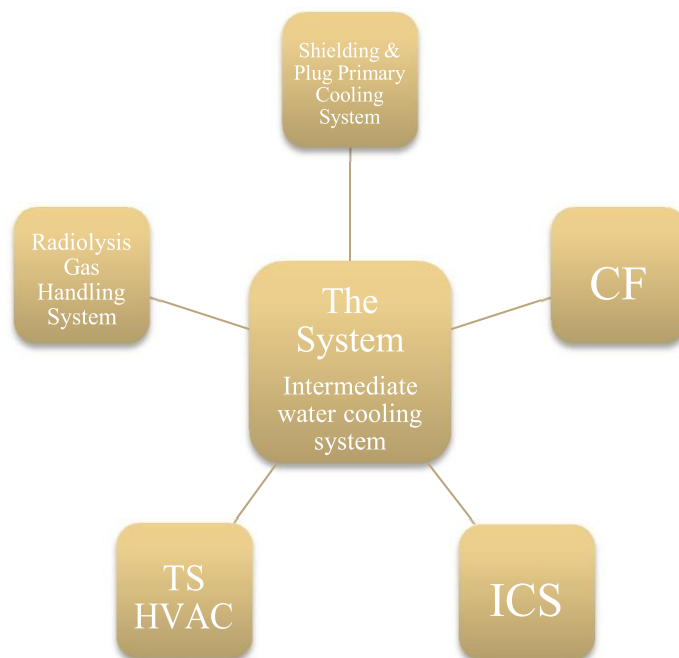 Shielding &
Plug Primary
Cooling
System
Radiolysis
Gas
Handling
System
CF
The
System
Intermediate
water cooling
system
TS
HVAC
ICS